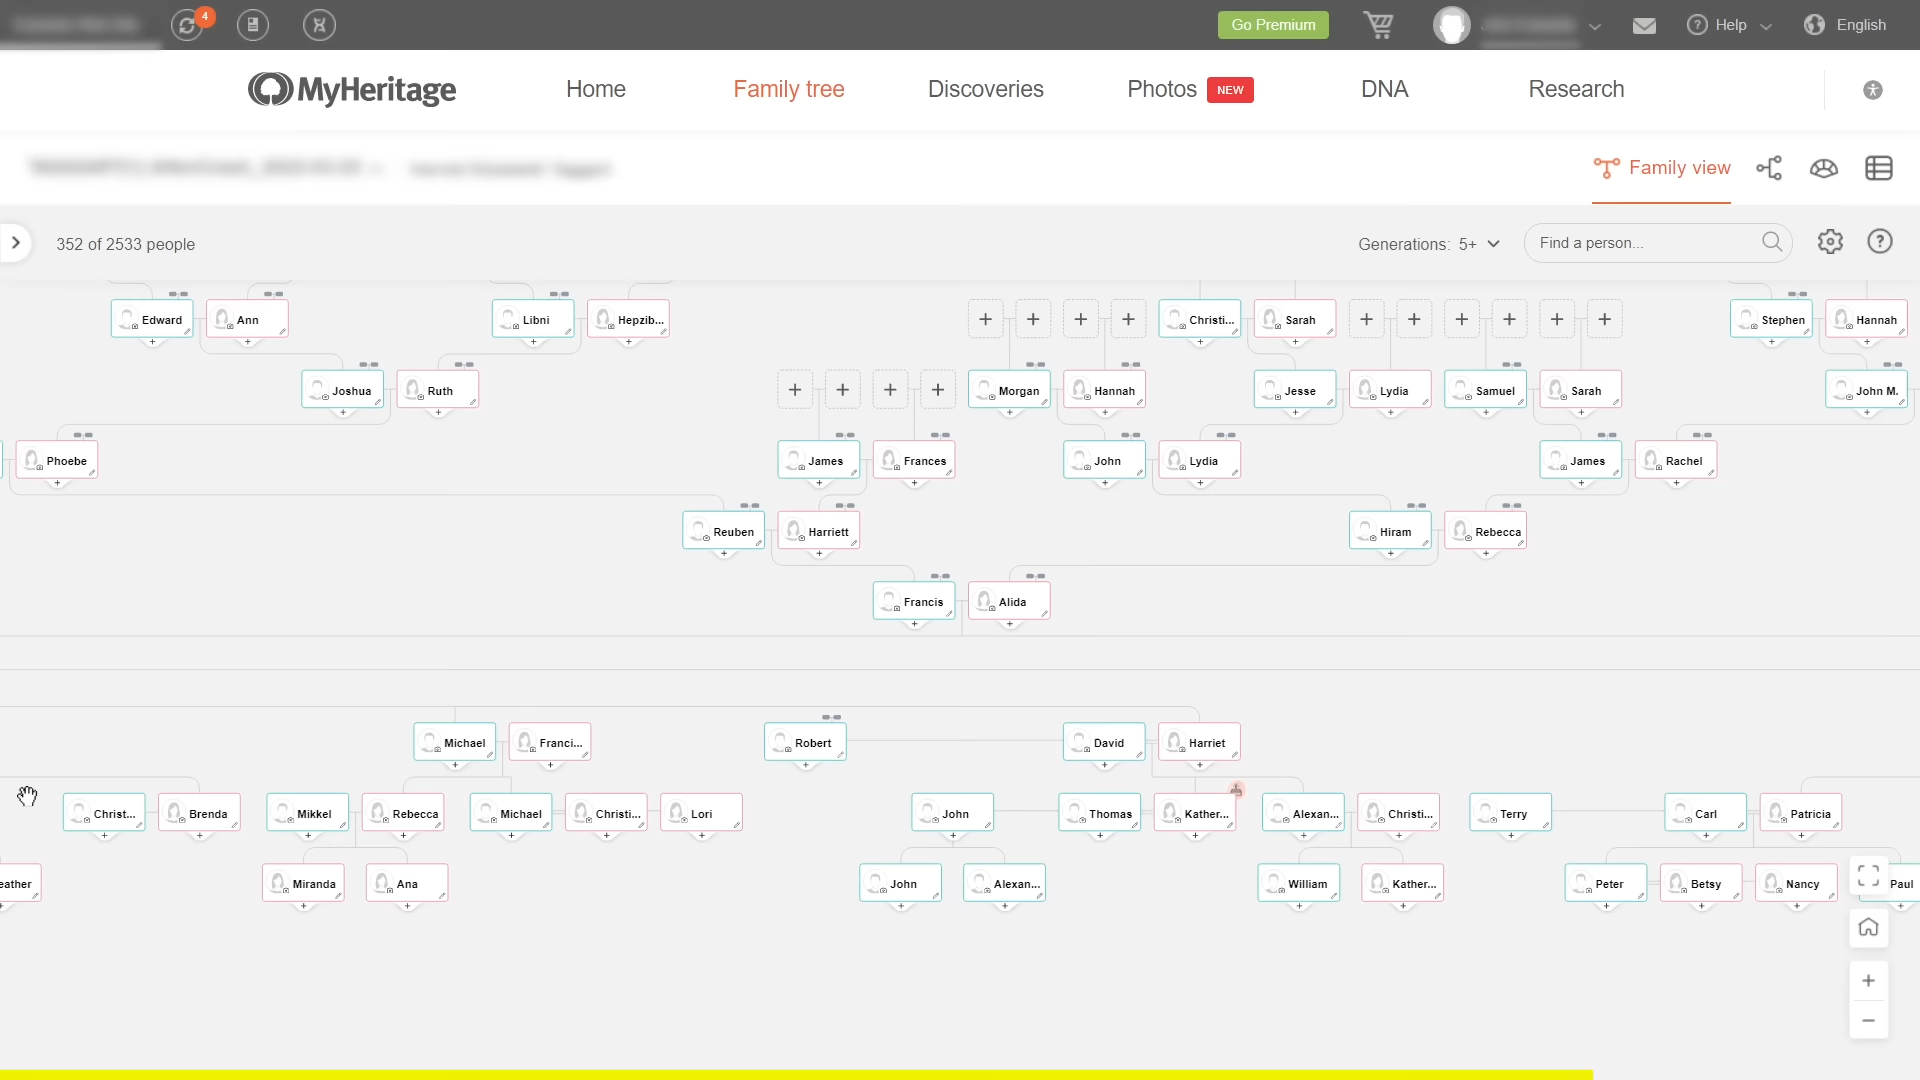 4
Go Premium
Help
English
MyHeritage
Home
Family tree
Discoveries
Photos NEW
DNA
Research
Family view
352 of 2533 people
Generations: 5+
Find a person...
Edward
Ann
Libni
Hepzib...
Christi...
Sarah
Stephen
Hannah
Joshua
Ruth
Morgan
Hannah
Jesse
Lydia
Samuel
Sarah
John M.
Phoebe
James
Frances
John
Lydia
James
Rachel
Reuben
Harriett
Hiram
Rebecca
Francis
Alida
Michael
Franci...
Robert
David
Harriet
Christ...
Brenda
Mikkel
Rebecca
Michael
Christi...
Lori
John
Thomas
Kather...
Alexan...
Christi...
Terry
Carl
Patricia
eather
Miranda
Ana
John
Alexan...
William
Kather...
Peter
Betsy
Nancy
Paul